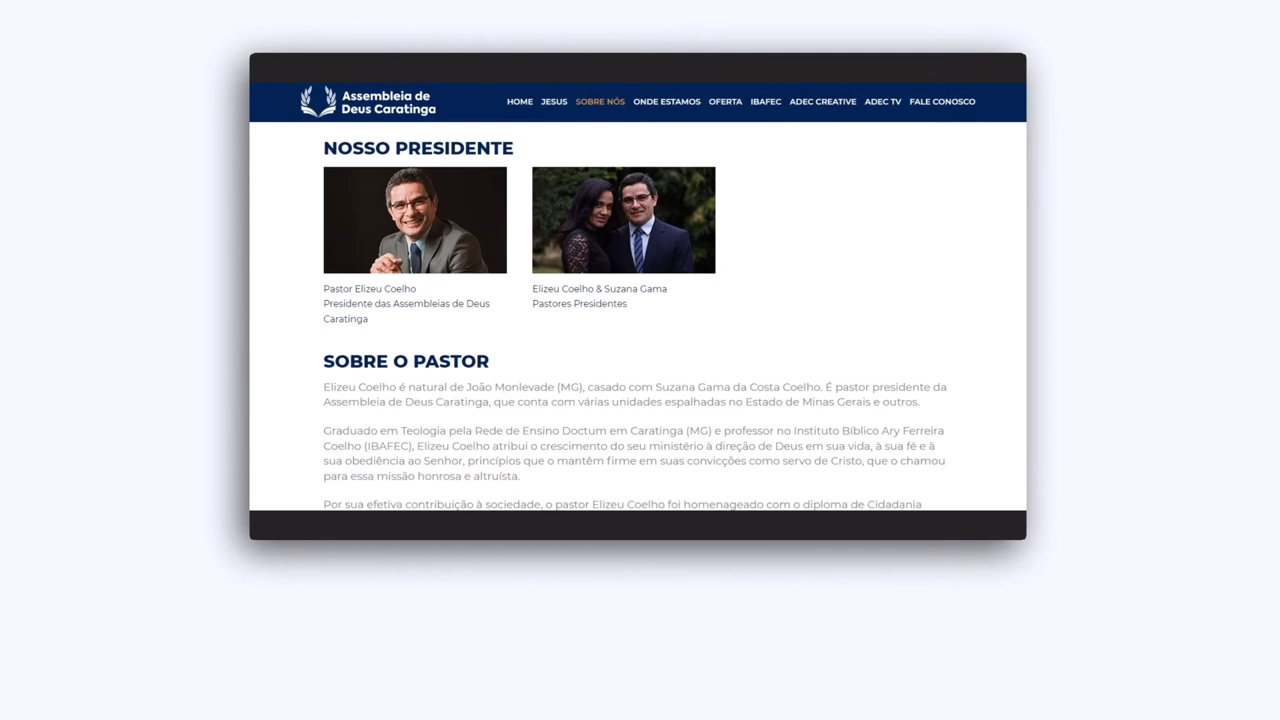 Assembleia de
Deus Caratinga
HOME JESUS SOBRE NÓS ONDE ESTAMOS OFERTA IBAFEC ADEC CREATIVE ADEC TV FALE CONOSCO
NOSSO PRESIDENTE
Pastor Elizeu Coelho
Presidente das Assembleias de Deus
Caratinga
Elizeu Coelho & Suzana Gama
Pastores Presidentes
SOBRE O PASTOR
Elizeu Coelho é natural de João Monlevade (MG), casado com Suzana Gama da Costa Coelho. É pastor presidente da
Assembleia de Deus Caratinga, que conta com várias unidades espalhadas no Estado de Minas Gerais e outros.
Graduado em Teologia pela Rede de Ensino Doctum em Caratinga (MG) e professor no Instituto Bíblico Ary Ferreira
Coelho (IBAFEC), Elizeu Coelho atribui o crescimento do seu ministério à direção de Deus em sua vida, à sua fé e à
sua obediência ao Senhor, princípios que o mantêm firme em suas convicções como servo de Cristo, que o chamou
para essa missão honrosa e altruísta.
Por sua efetiva contribuição à sociedade, o pastor Elizeu Coelho foi homenageado com o diploma de Cidadania